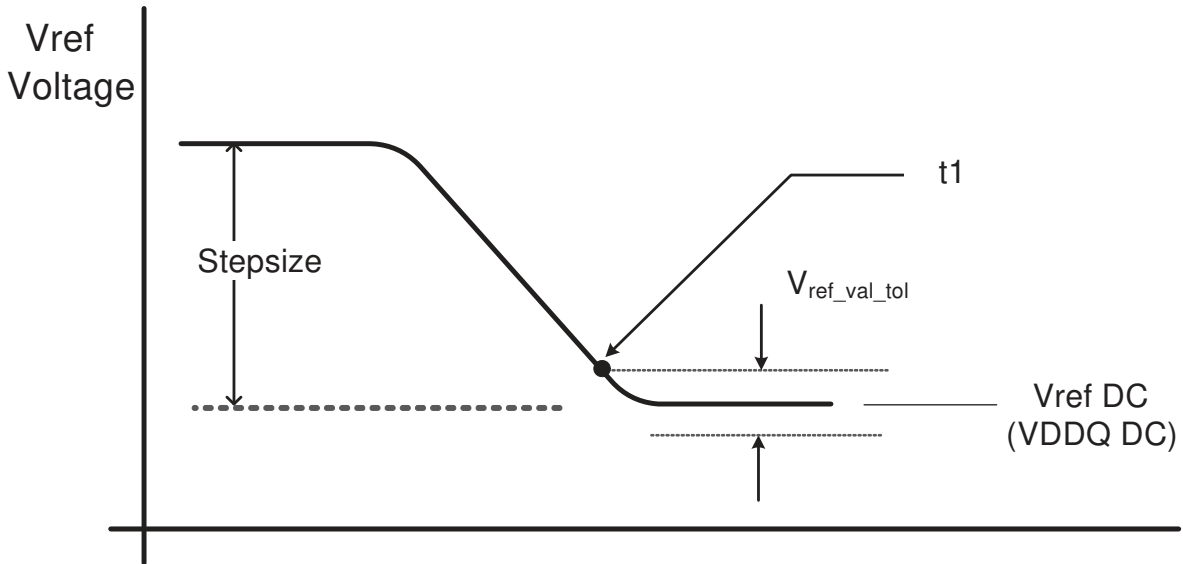 Vref
Voltage
t1
Stepsize
Vref_val_tol
Vref DC
(VDDQ DC)